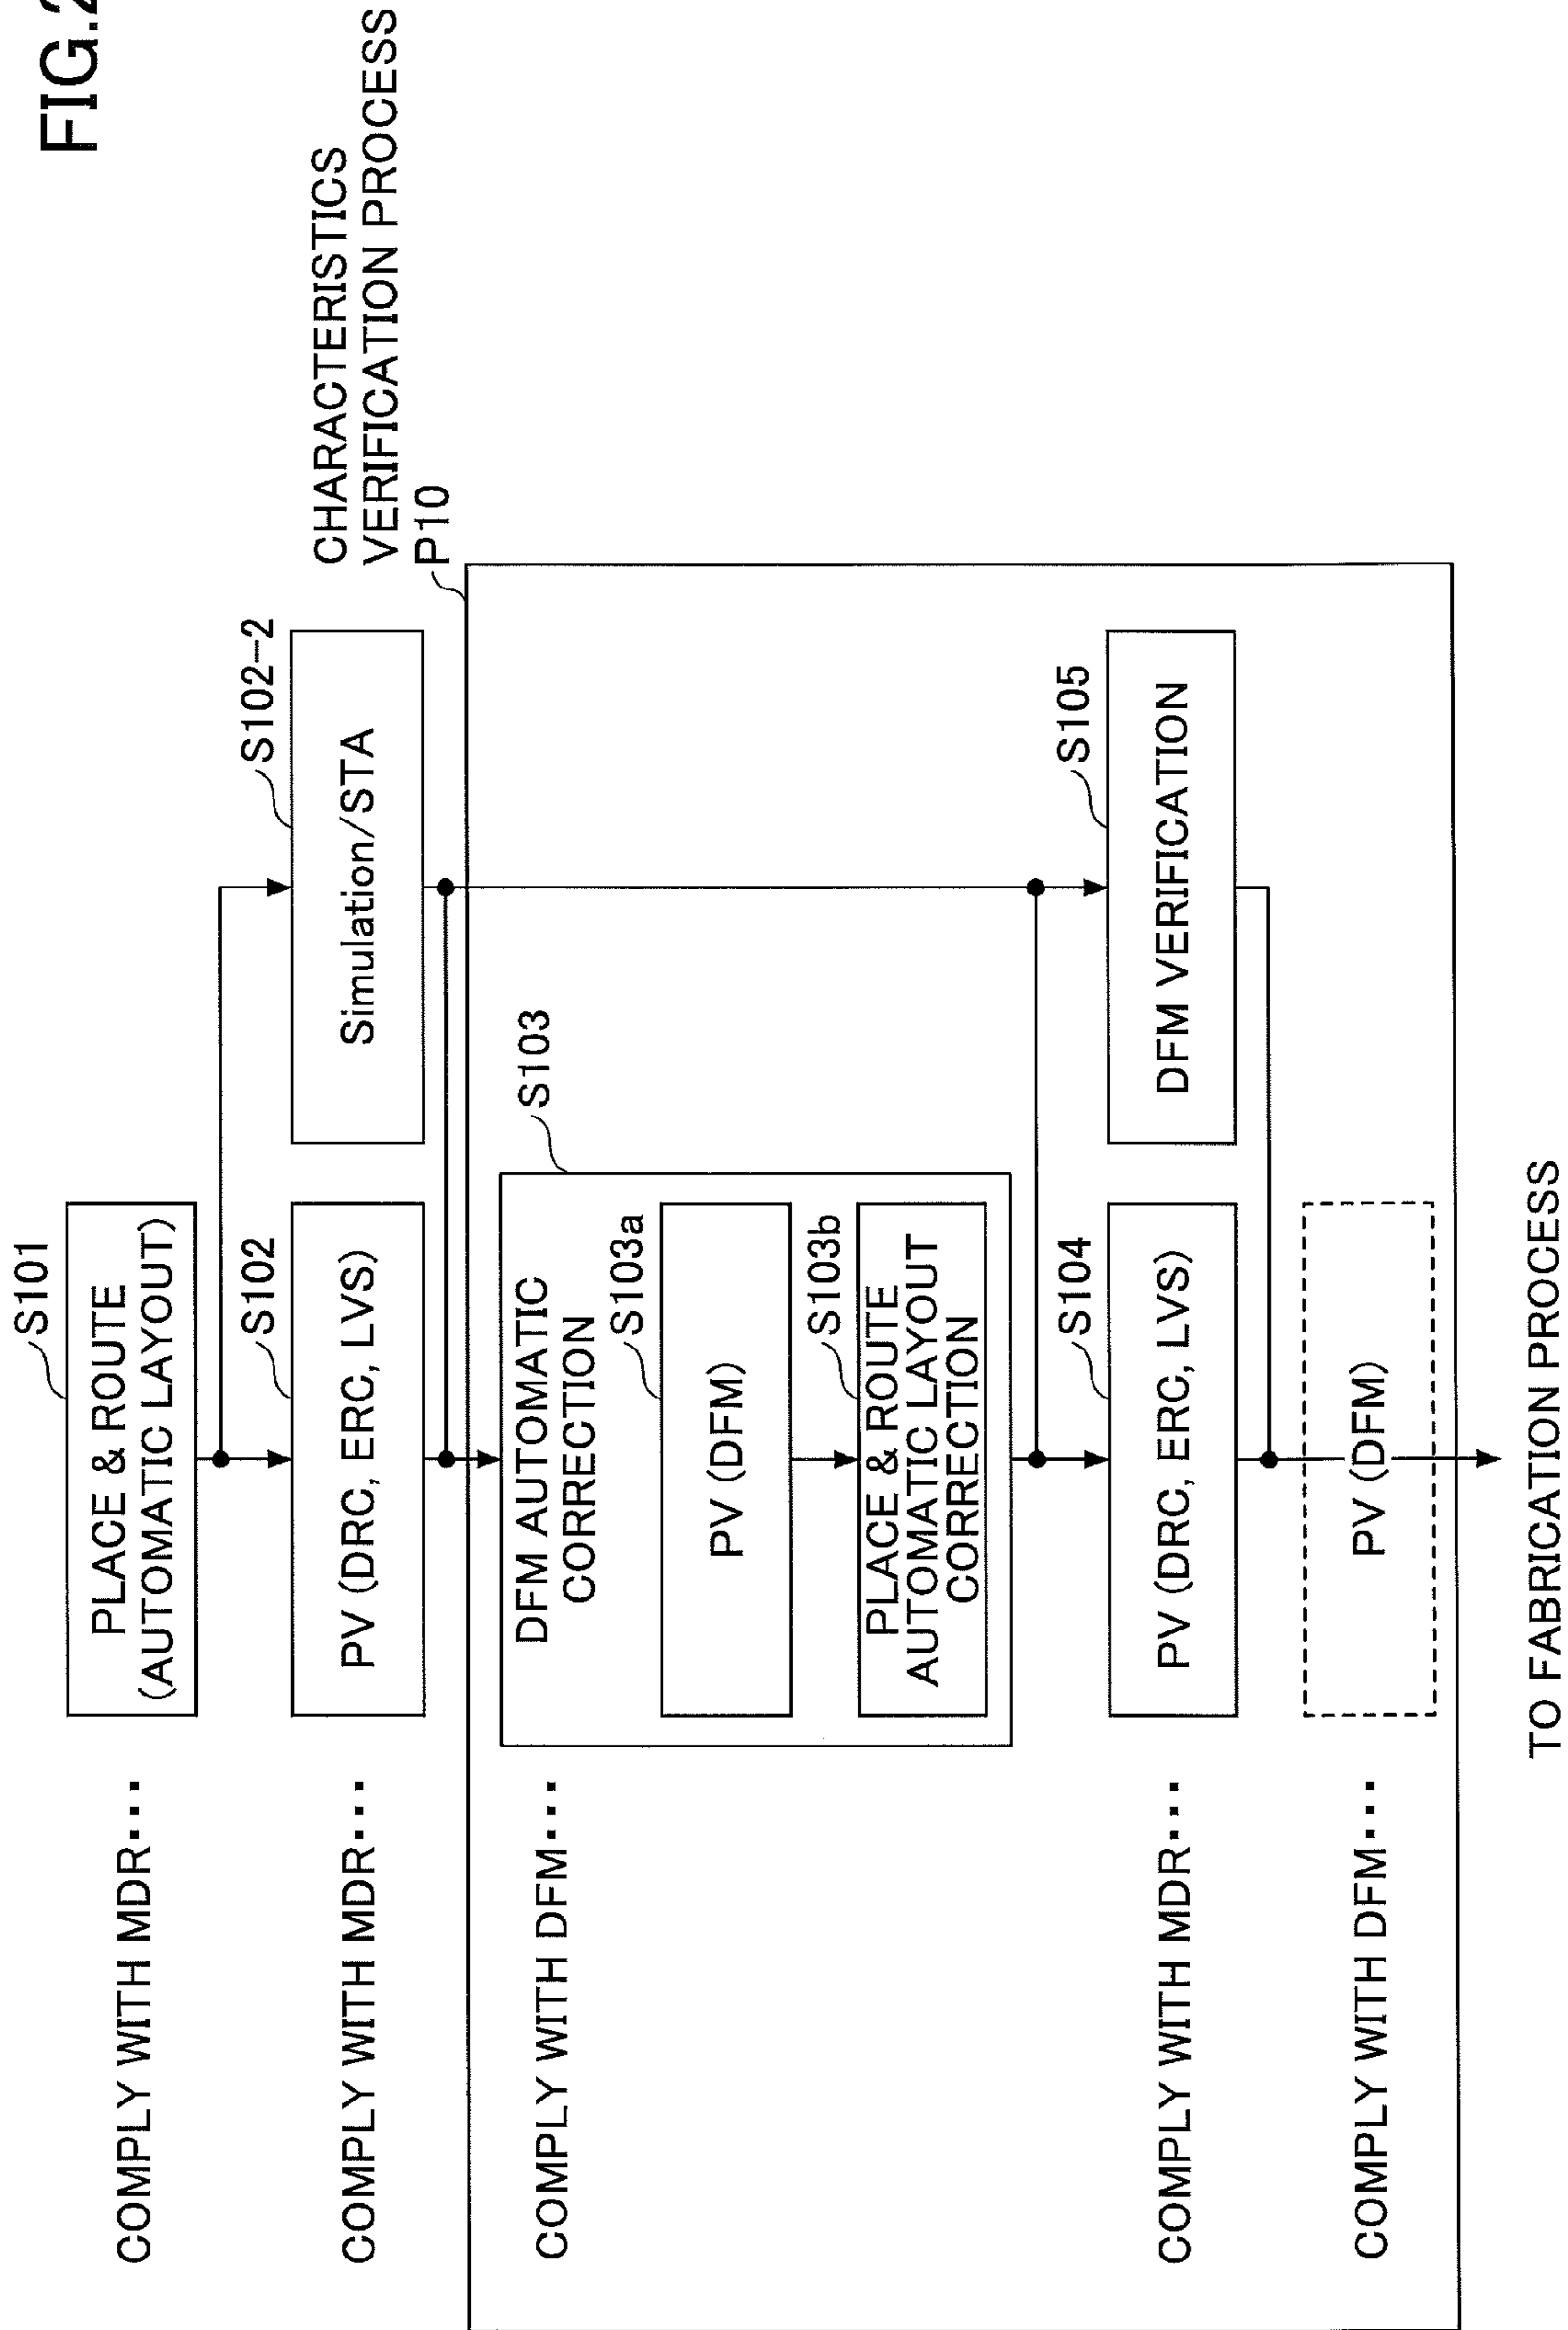 FIG.2
S101
PLACE & ROUTE
(AUTOMATIC LAYOUT)
COMPLY WITH MDR···
S102
PV (DRC, ERC, LVS)
COMPLY WITH MDR···
S102-2
Simulation/STA
CHARACTERISTICS
VERIFICATION PROCESS
P10
S103
DFM AUTOMATIC
CORRECTION
COMPLY WITH DFM···
S103a
PV (DFM)
S103b
PLACE & ROUTE
AUTOMATIC LAYOUT
CORRECTION
S104
PV (DRC, ERC, LVS)
COMPLY WITH MDR···
S105
DFM VERIFICATION
PV (DFM)
COMPLY WITH DFM···
TO FABRICATION PROCESS